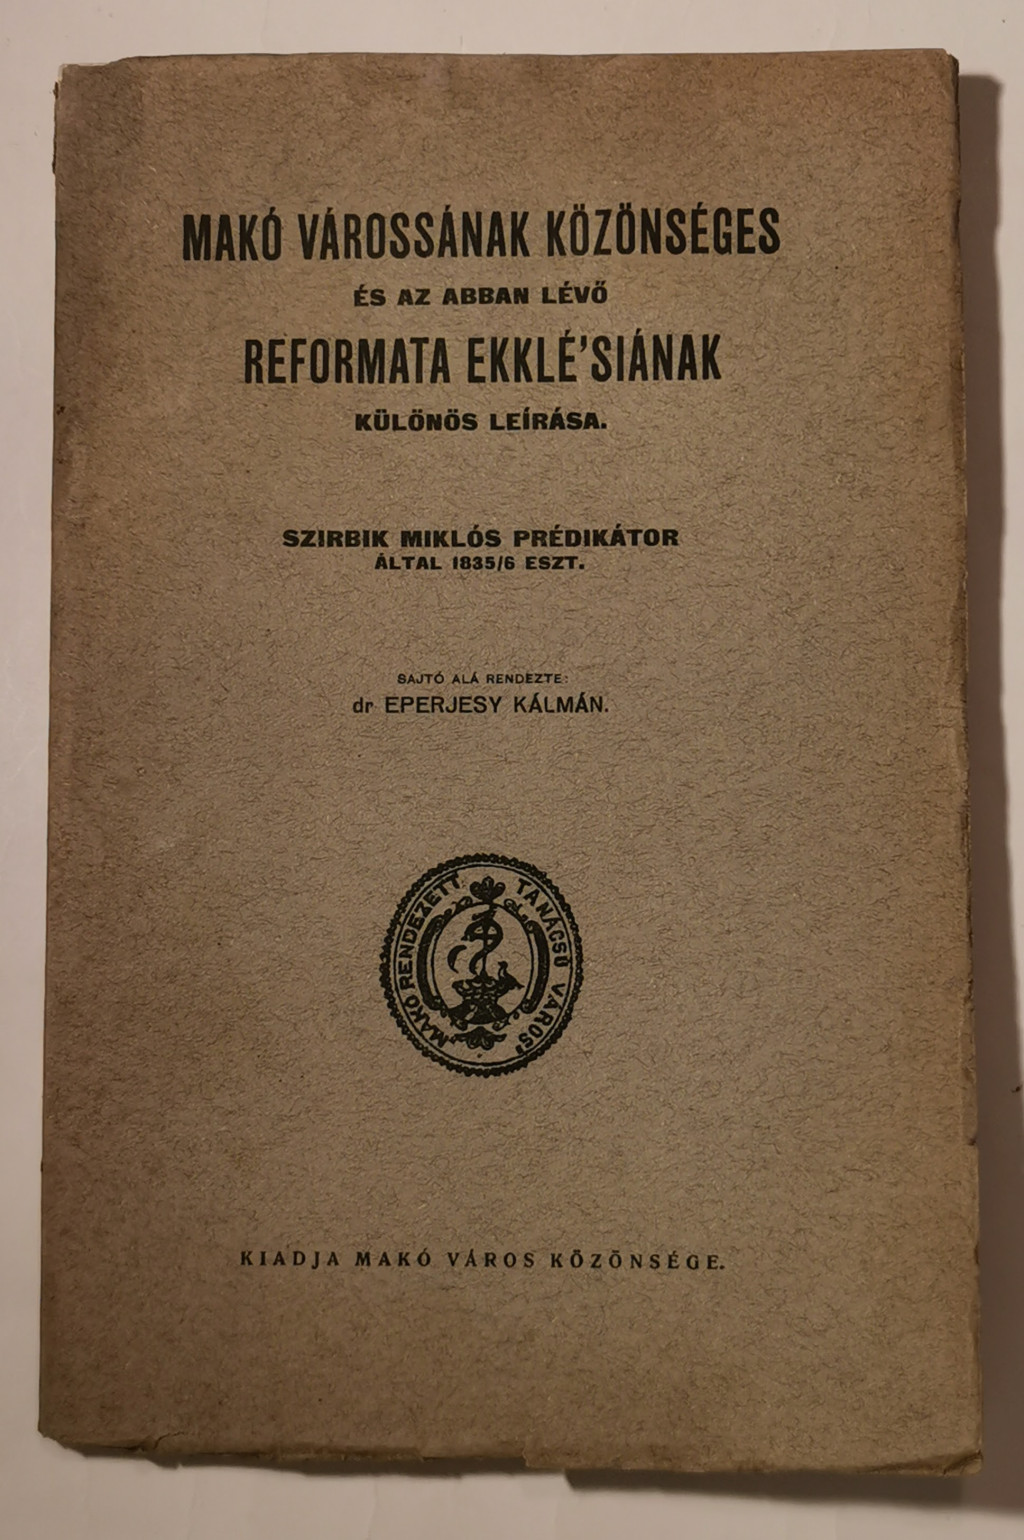 MAKÓ VÁROSSÁNAK KÖZÖNSÉGES
ÉS AZ ABBAN LÉVŐ
REFORMATA EKKLÉ'SIÁNAK
KÜLÖNÖS LEÍRÁSA.
SZIRBIK MIKLÓS PRÉDIKÁTOR
ÁLTAL 1835/6 ESZT.
SAJTÓ ALÁ RENDEZTE:
dr EPERJESY KÁLMÁN.
MAKÓ RENDEZETT TANÁCSÚ VÁROS
KIADJA MAKÓ VÁROS KÖZÖNSÉGE.